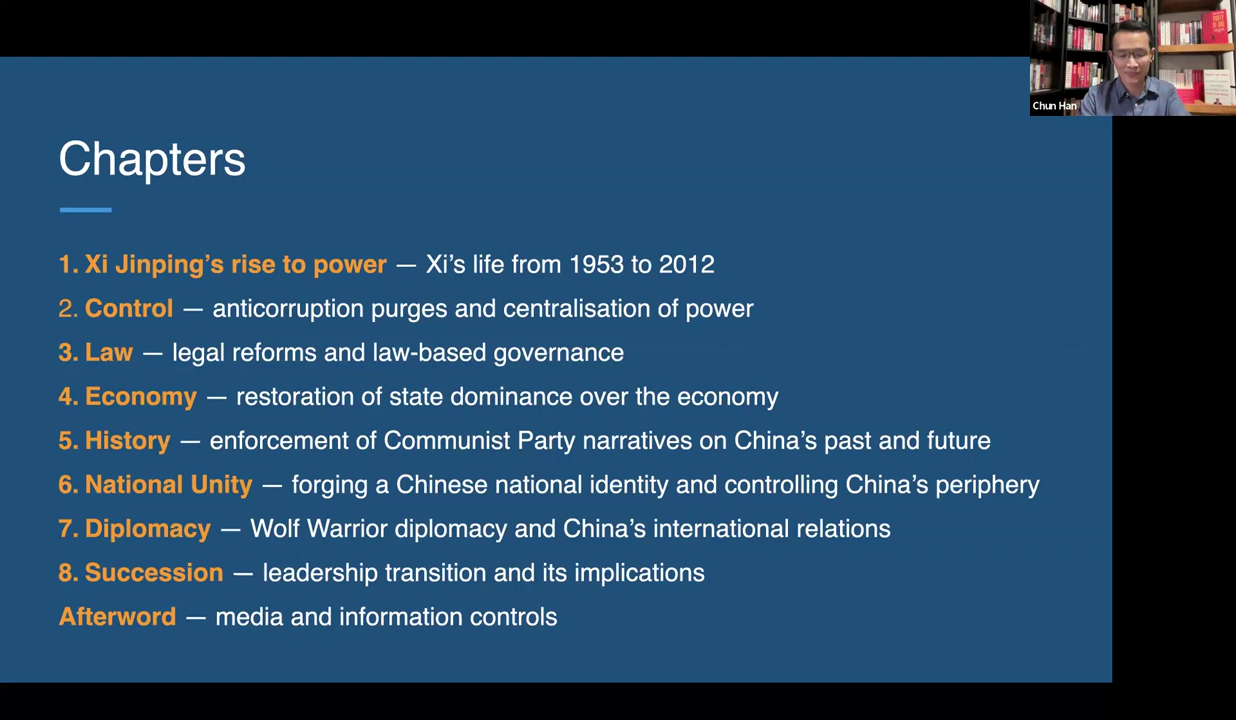 Chun Han
Chapters
1. Xi Jinping’s rise to power — Xi’s life from 1953 to 2012
2. Control — anticorruption purges and centralisation of power
3. Law — legal reforms and law-based governance
4. Economy — restoration of state dominance over the economy
5. History — enforcement of Communist Party narratives on China’s past and future
6. National Unity — forging a Chinese national identity and controlling China’s periphery
7. Diplomacy — Wolf Warrior diplomacy and China’s international relations
8. Succession — leadership transition and its implications
Afterword — media and information controls